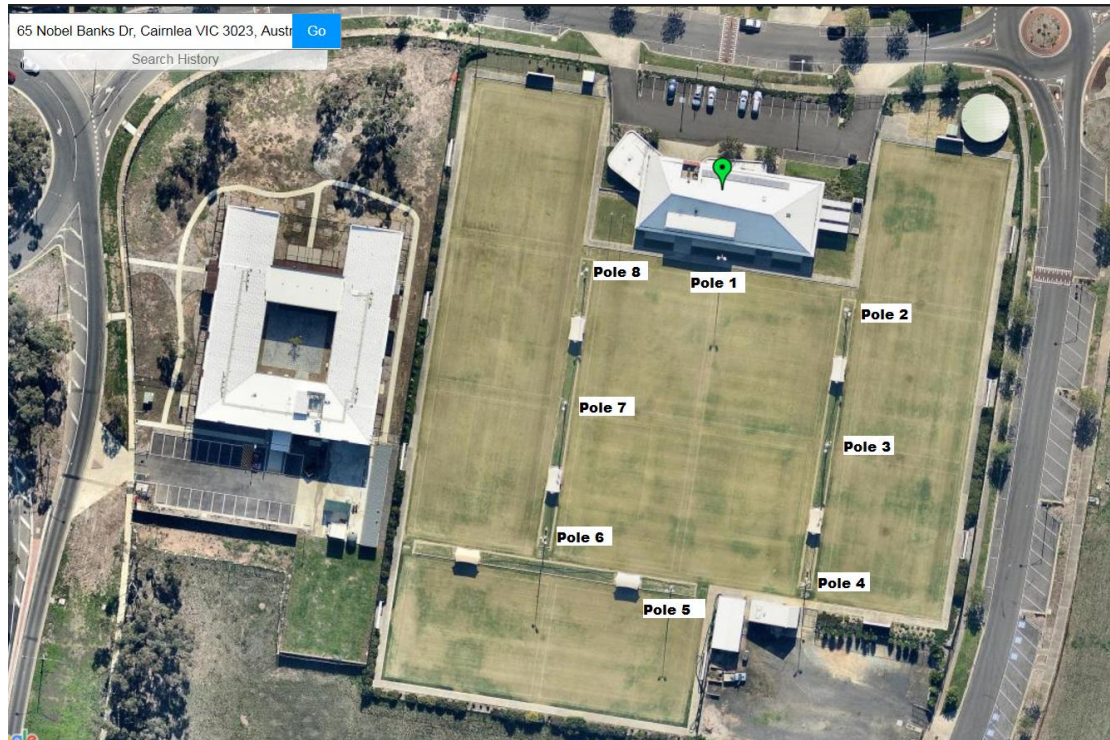 65 Nobel Banks Dr, Cairnlea VIC 3023, Austr
Go
Search History
Pole 8
Pole 1
Pole 2
Pole 7
Pole 3
Pole 6
Pole 4
Pole 5